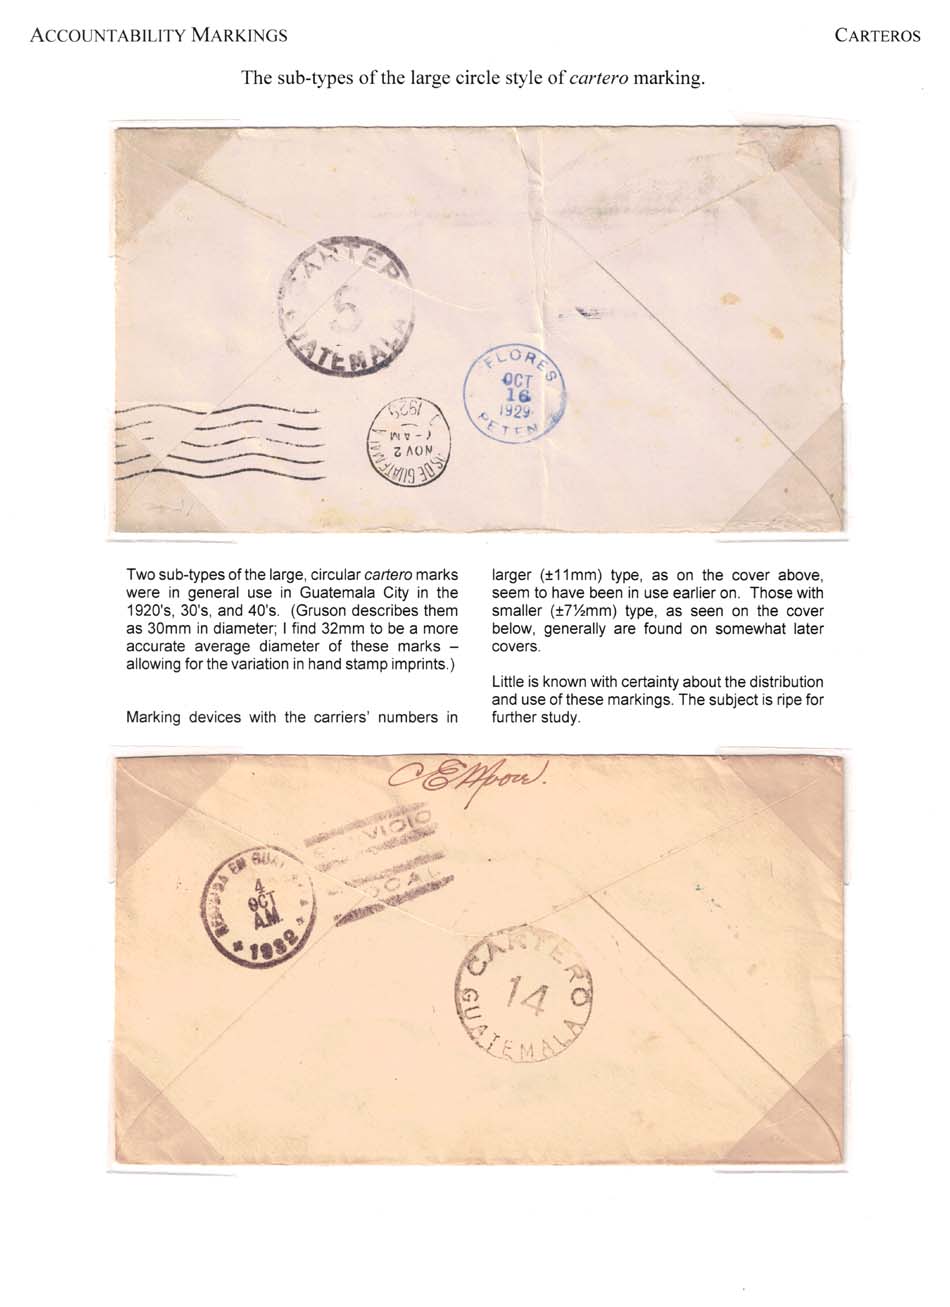 ACCOUNTABILITY MARKINGS
CARTEROS
The sub-types of the large circle style of cartero marking.
CARTER
5
UATEMALA
FLORES
OCT
16
1929
PETEN
1929
AM
NOV 2
S DE GUATEMALA
Two sub-types of the large, circular cartero marks
were in general use in Guatemala City in the
1920's, 30's, and 40's. (Gruson describes them
as 30mm in diameter; I find 32mm to be a more
accurate average diameter of these marks –
allowing for the variation in hand stamp imprints.)
Marking devices with the carriers' numbers in
larger (±11mm) type, as on the cover above,
seem to have been in use earlier on. Those with
smaller (±7½mm) type, as seen on the cover
below, generally are found on somewhat later
covers.
Little is known with certainty about the distribution
and use of these markings. The subject is ripe for
further study.
C E Moore.
SERVICIO
LOCAL
EN GUATEMALA
4
OCT
A.M.
1932
CARTERO
14
GUATEMALA